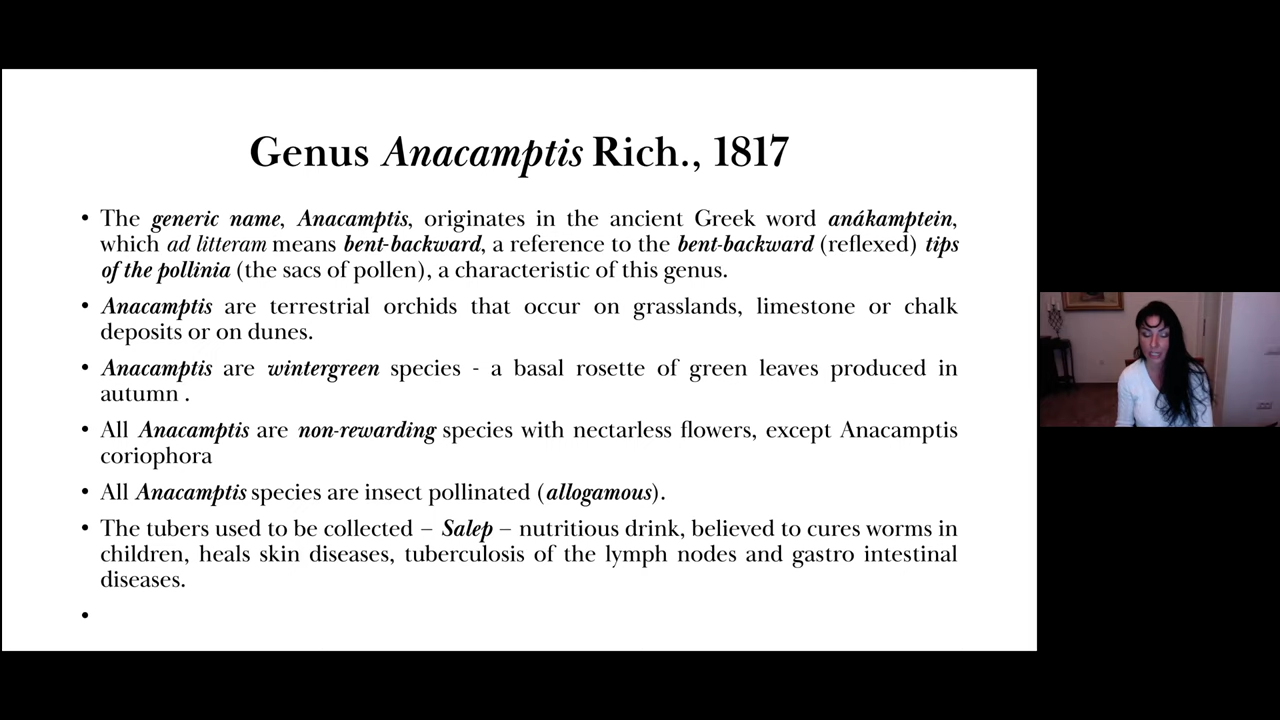 Genus Anacamptis Rich., 1817
• The generic name, Anacamptis, originates in the ancient Greek word anákamptein,
which ad litteram means bent-backward, a reference to the bent-backward (reflexed) tips
of the pollinia (the sacs of pollen), a characteristic of this genus.
• Anacamptis are terrestrial orchids that occur on grasslands, limestone or chalk
deposits or on dunes.
• Anacamptis are wintergreen species - a basal rosette of green leaves produced in
autumn .
• All Anacamptis are non-rewarding species with nectarless flowers, except Anacamptis
coriophora
• All Anacamptis species are insect pollinated (allogamous).
• The tubers used to be collected – Salep – nutritious drink, believed to cures worms in
children, heals skin diseases, tuberculosis of the lymph nodes and gastro intestinal
diseases.
•